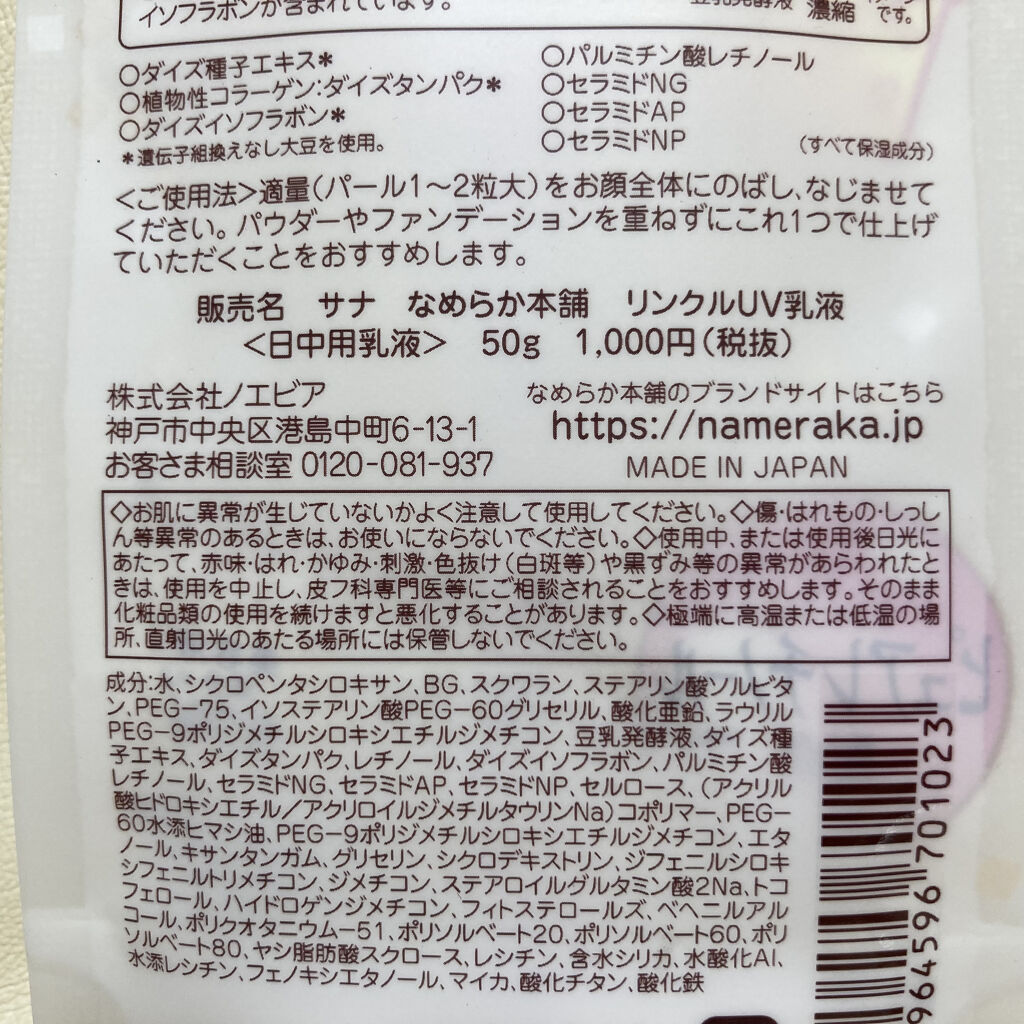 イソフラボンが含まれています。
豆乳発酵液 濃縮 です。
○ダイズ種子エキス*
○植物性コラーゲン:ダイズタンパク*
○ダイズイソフラボン*
*遺伝子組換えなし大豆を使用。
○パルミチン酸レチノール
○セラミドNG
○セラミドAP
○セラミドNP (すべて保湿成分)
<ご使用法>適量(パール1~2粒大)をお顔全体にのばし、なじませて
ください。パウダーやファンデーションを重ねずにこれ1つで仕上げ
ていただくことをおすすめします。
販売名 サナ なめらか本舗 リンクルUV乳液
<日中用乳液> 50g 1,000円(税抜)
株式会社ノエビア
神戸市中央区港島中町6-13-1
お客さま相談室 0120-081-937
なめらか本舗のブランドサイトはこちら
https://nameraka.jp
MADE IN JAPAN
◇お肌に異常が生じていないかよく注意して使用してください。◇傷・はれもの・しっし
ん等異常のあるときは、お使いにならないでください。◇使用中、または使用後日光に
あたって、赤味・はれ・かゆみ・刺激・色抜け(白斑等)や黒ずみ等の異常があらわれたと
きは、使用を中止し、皮フ科専門医等にご相談されることをおすすめします。そのまま
化粧品類の使用を続けますと悪化することがあります。◇極端に高温または低温の場
所、直射日光のあたる場所には保管しないでください。
成分:水、シクロペンタシロキサン、BG、スクワラン、ステアリン酸ソルビタ
ン、PEG-75、イソステアリン酸PEG-60グリセリル、酸化亜鉛、ラウリル
PEG-9ポリジメチルシロキシエチルジメチコン、豆乳発酵液、ダイズ種
子エキス、ダイズタンパク、レチノール、ダイズイソフラボン、パルミチン酸
レチノール、セラミドNG、セラミドAP、セラミドNP、セルロース、(アクリル
酸ヒドロキシエチル/アクリロイルジメチルタウリンNa)コポリマー、PEG-
60水添ヒマシ油、PEG-9ポリジメチルシロキシエチルジメチコン、エタ
ノール、キサンタンガム、グリセリン、シクロデキストリン、ジフェニルシロキ
シフェニルトリメチコン、ジメチコン、ステアロイルグルタミン酸2Na、トコ
フェロール、ハイドロゲンジメチコン、フィトステロールズ、ベヘニルアル
コール、ポリクオタニウム-51、ポリソルベート20、ポリソルベート60、ポリ
ソルベート80、ヤシ脂肪酸スクロース、レシチン、含水シリカ、水酸化Al、
水添レシチン、フェノキシエタノール、マイカ、酸化チタン、酸化鉄
964596 701023